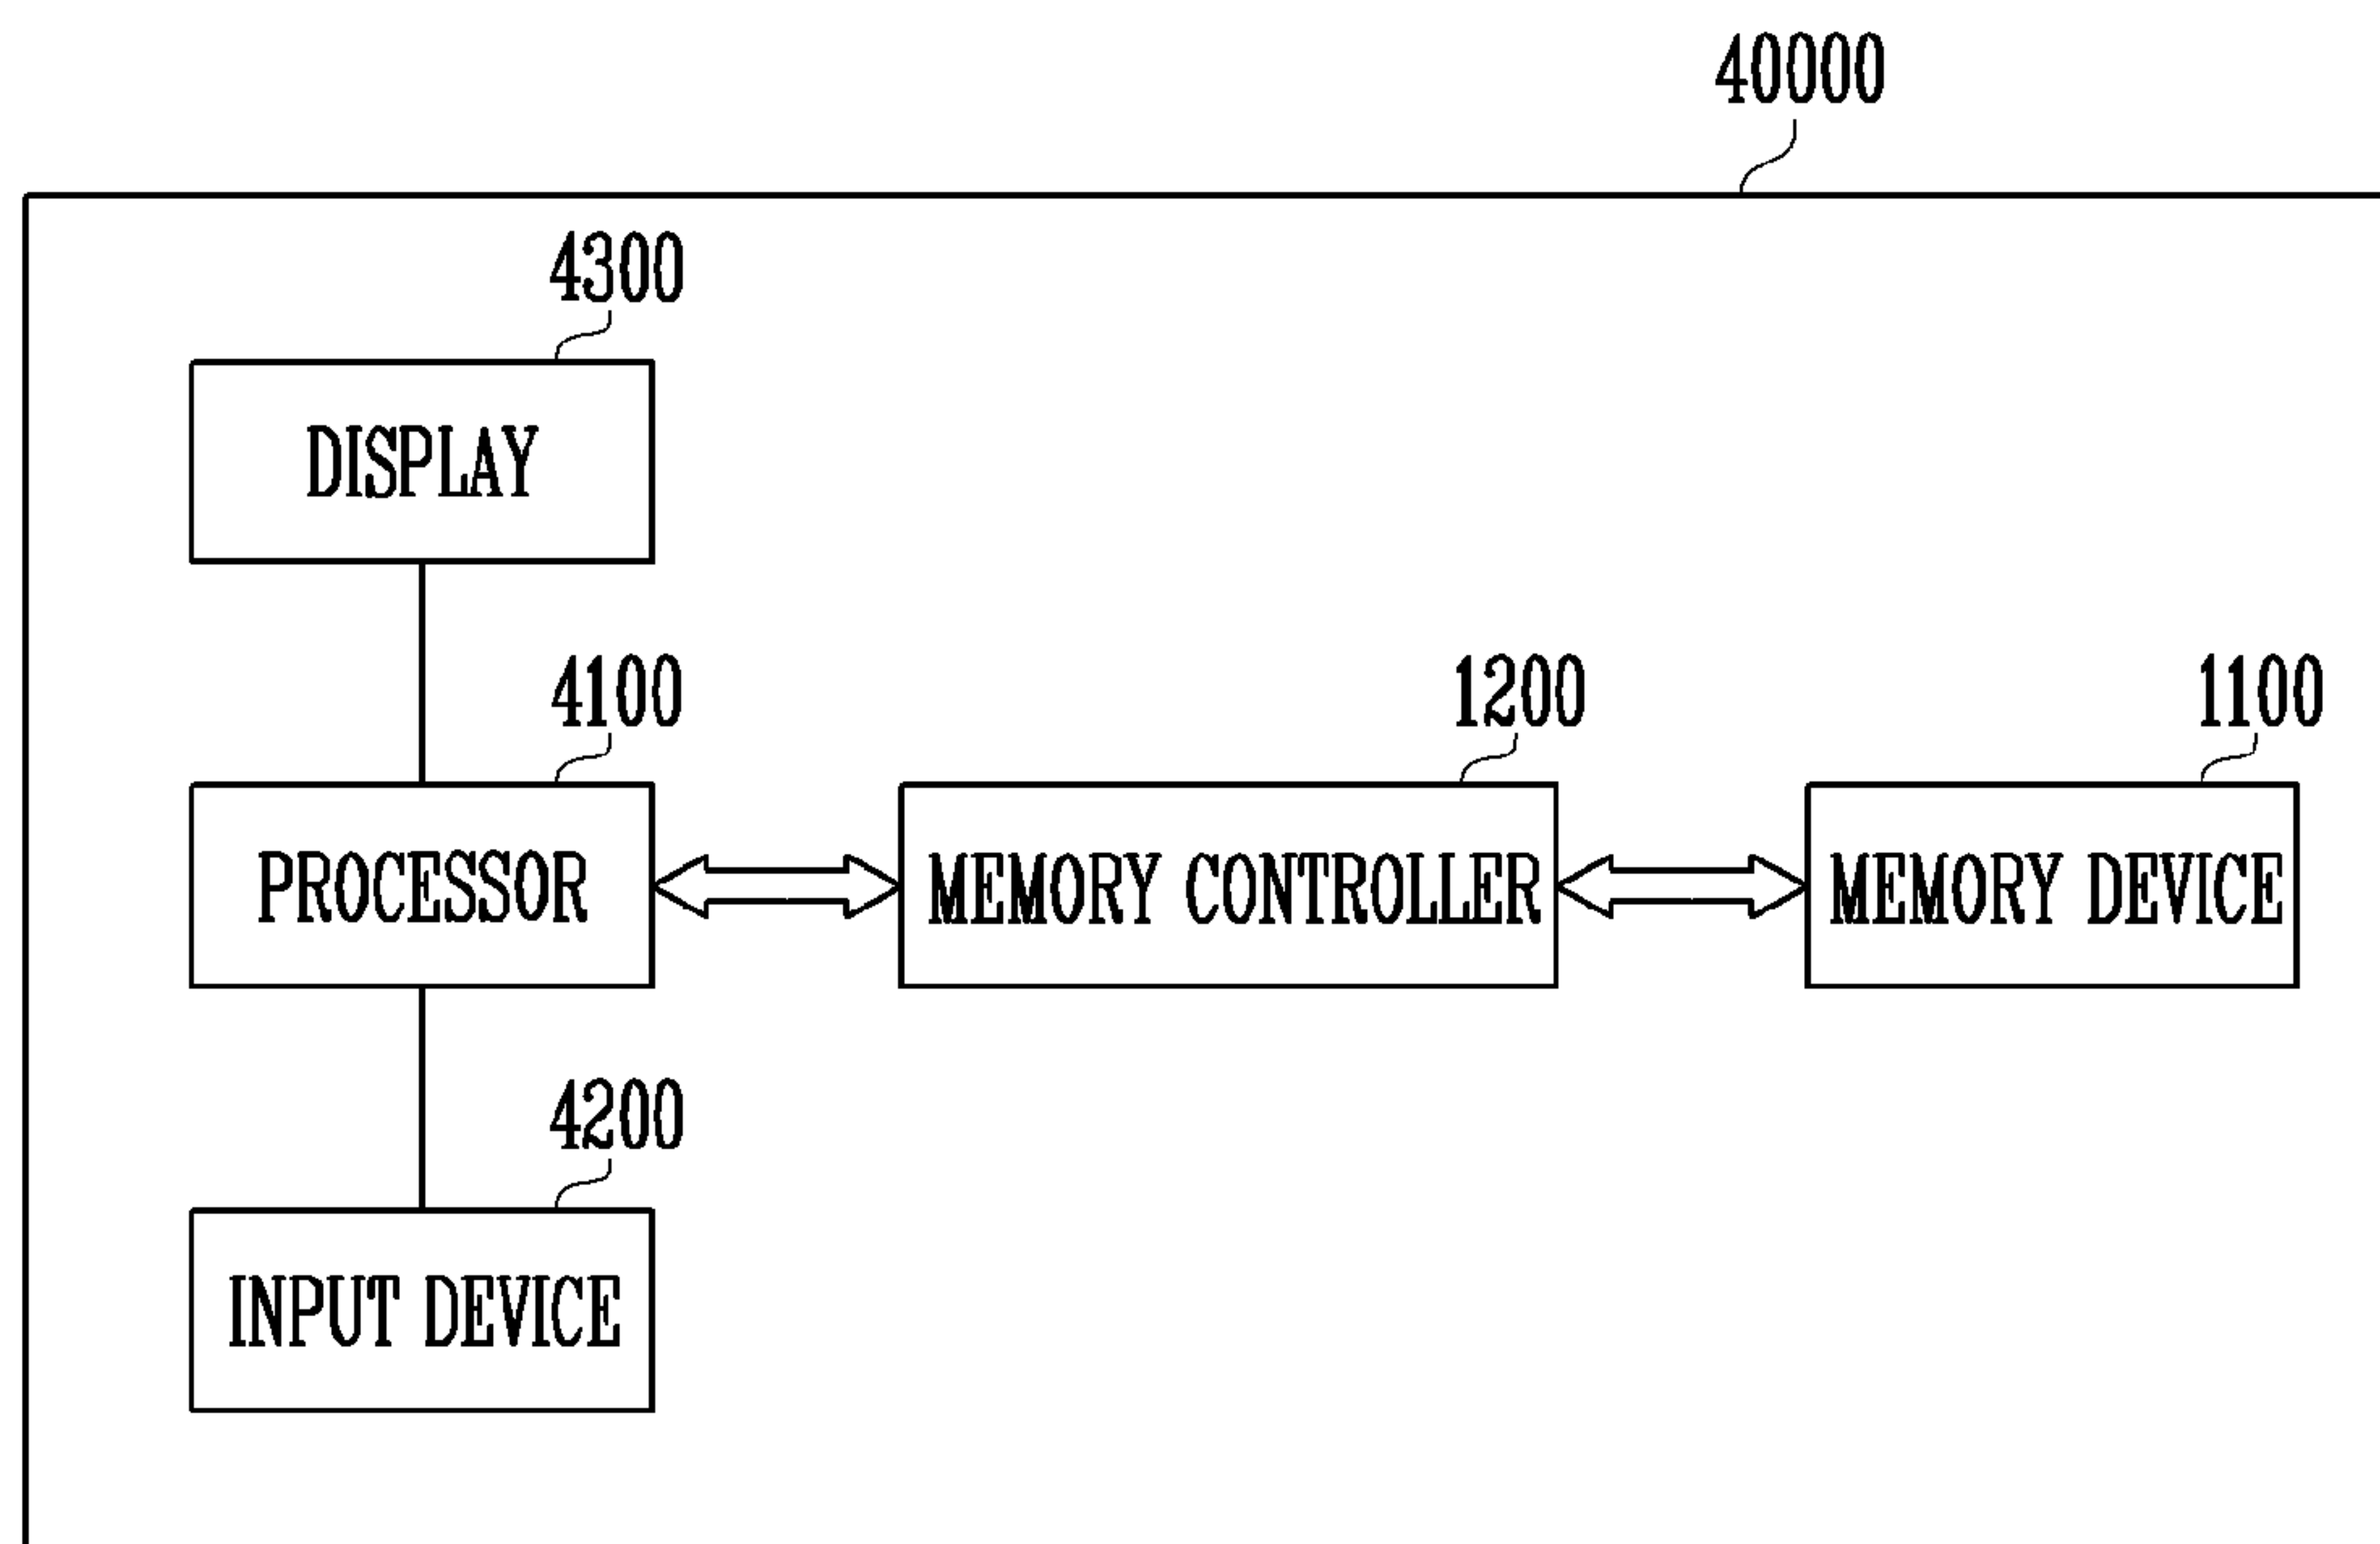 40000
4300
DISPLAY
4100
PROCESSOR
1200
MEMORY CONTROLLER
1100
MEMORY DEVICE
4200
INPUT DEVICE